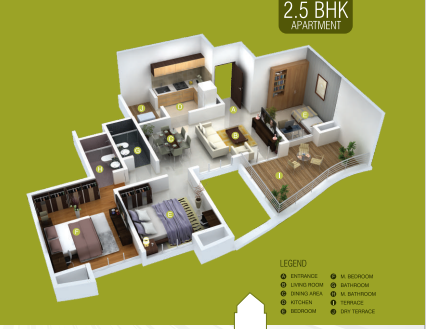 2.5 BHK
APARTMENT
LEGEND
A ENTRANCE
B LIVING ROOM
C DINING AREA
D KITCHEN
E BEDROOM
F M. BEDROOM
G BATHROOM
H M. BATHROOM
I TERRACE
J DRY TERRACE